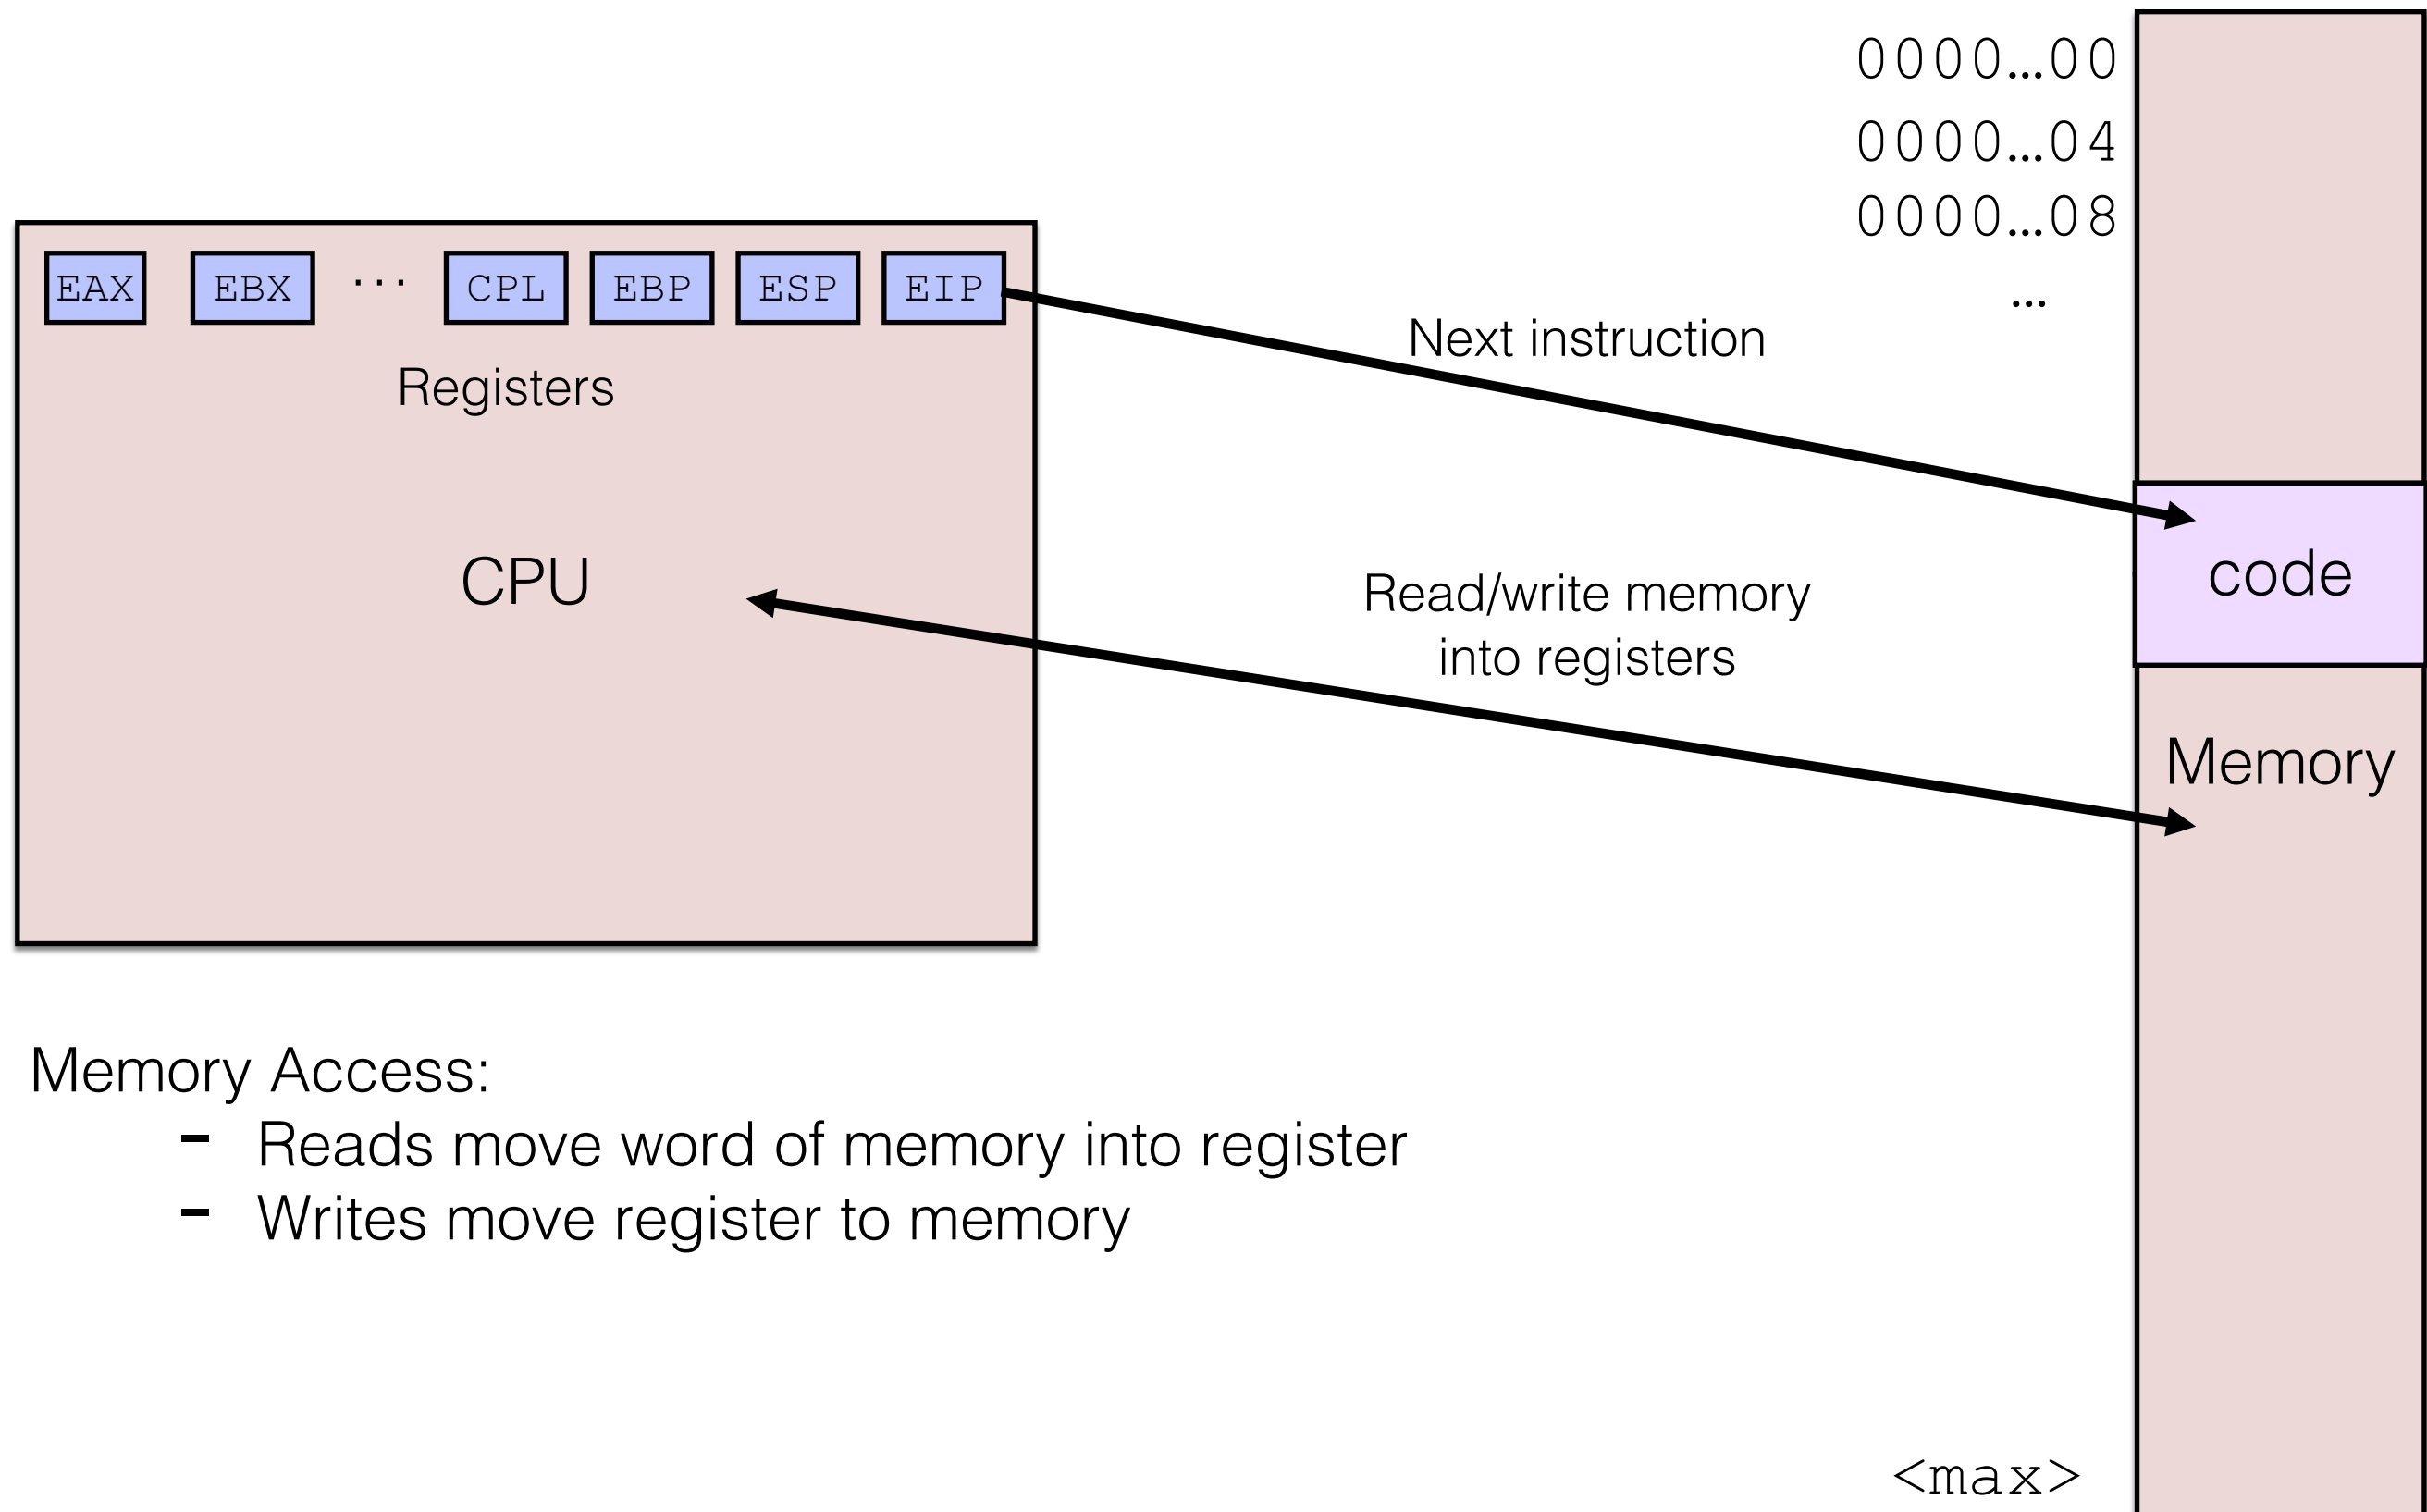 0000…00
0000…04
0000…08
…
EAX EBX ... CPL EBP ESP EIP
Registers
Next instruction
CPU
Read/write memory
into registers
code
Memory
Memory Access:
- Reads move word of memory into register
- Writes move register to memory
<max>